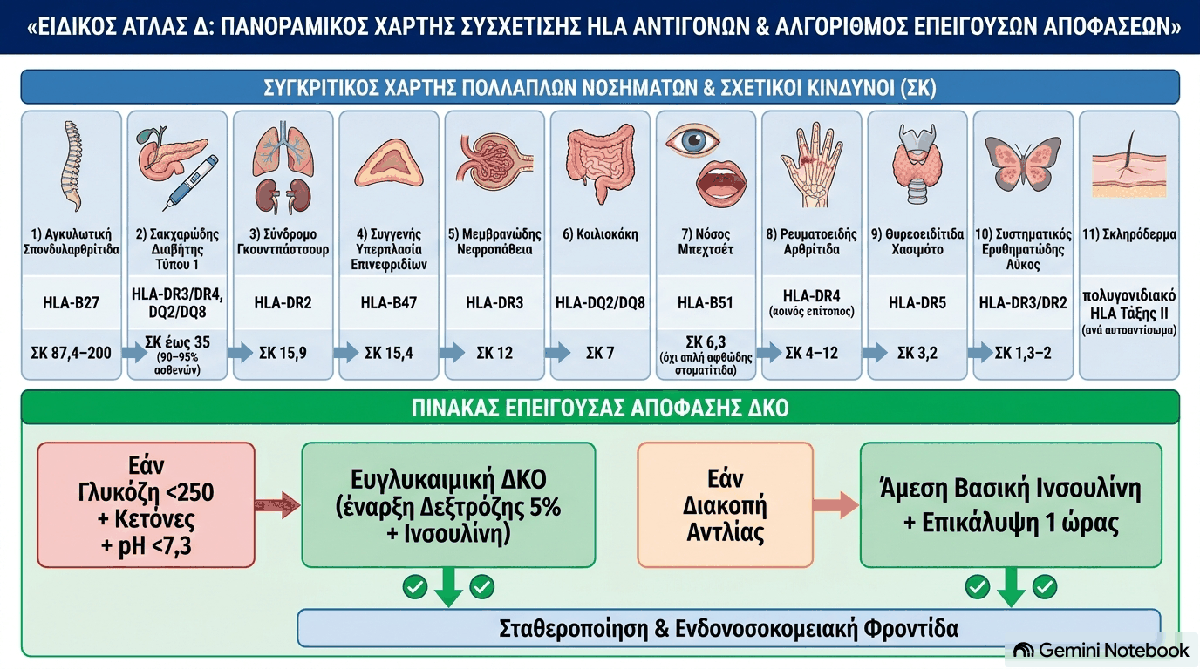 «ΕΙΔΙΚΟΣ ΑΤΛΑΣ Δ: ΠΑΝΟΡΑΜΙΚΟΣ ΧΑΡΤΗΣ ΣΥΣΧΕΤΙΣΗΣ HLA ΑΝΤΙΓΟΝΩΝ & ΑΛΓΟΡΙΘΜΟΣ ΕΠΕΙΓΟΥΣΩΝ ΑΠΟΦΑΣΕΩΝ»
ΣΥΓΚΡΙΤΙΚΟΣ ΧΑΡΤΗΣ ΠΟΛΛΑΠΛΩΝ ΝΟΣΗΜΑΤΩΝ & ΣΧΕΤΙΚΟΙ ΚΙΝΔΥΝΟΙ (ΣΚ)
1) Αγκυλωτική
Σπονδυλαρθρίτιδα
HLA-B27
ΣΚ 87,4–200
2) Σακχαρώδης
Διαβήτης
Τύπου 1
HLA-DR3/DR4,
DQ2/DQ8
ΣΚ έως 35
(90–95%
ασθενών)
3) Σύνδρομο
Γκουντπάστσουρ
HLA-DR2
ΣΚ 15,9
4) Συγγενής
Υπερπλασία
Επινεφριδίων
HLA-B47
ΣΚ 15,4
5) Μεμβρανώδης
Νεφροπάθεια
HLA-DR3
ΣΚ 12
6) Κοιλιοκάκη
HLA-DQ2/DQ8
ΣΚ 7
7) Νόσος
Μπεχτσέτ
HLA-B51
ΣΚ 6,3
(όχι απλή αφθώδης
στοματίτιδα)
8) Ρευματοειδής
Αρθρίτιδα
HLA-DR4
(κοινός επίτοπος)
ΣΚ 4–12
9) Θυρεοειδίτιδα
Χασιμότο
HLA-DR5
ΣΚ 3,2
10) Συστηματικός
Ερυθηματώδης
Λύκος
HLA-DR3/DR2
ΣΚ 1,3–2
11) Σκληρόδερμα
πολυγονιδιακό
HLA Τάξης II
(ανά αυτοαντίσωμα)
ΠΙΝΑΚΑΣ ΕΠΕΙΓΟΥΣΑΣ ΑΠΟΦΑΣΗΣ ΔΚΟ
Εάν
Γλυκόζη <250
+ Κετόνες
+ pH <7,3
Ευγλυκαιμική ΔΚΟ
(έναρξη Δεξτρόζης 5%
+ Ινσουλίνη)
Εάν
Διακοπή
Αντλίας
Άμεση Βασική Ινσουλίνη
+ Επικάλυψη 1 ώρας
Σταθεροποίηση & Ενδονοσοκομειακή Φροντίδα
Gemini Notebook